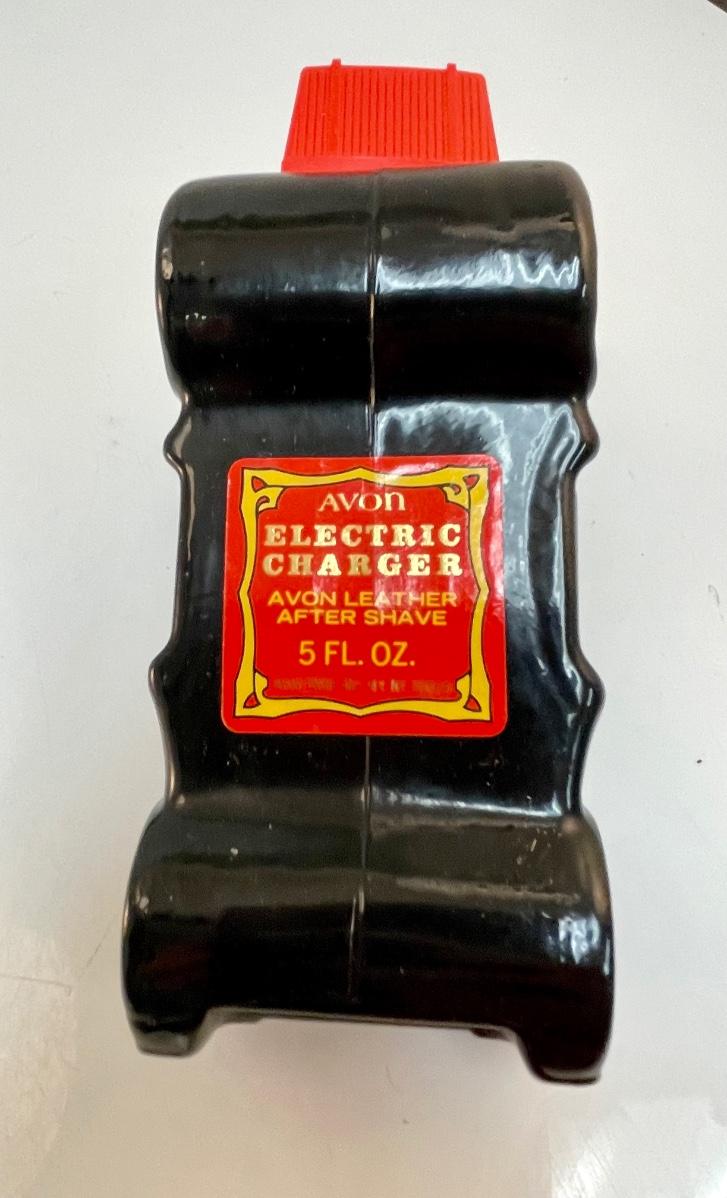 AVON
ELECTRIC
CHARGER
AVON LEATHER
AFTER SHAVE
5 FL. OZ.